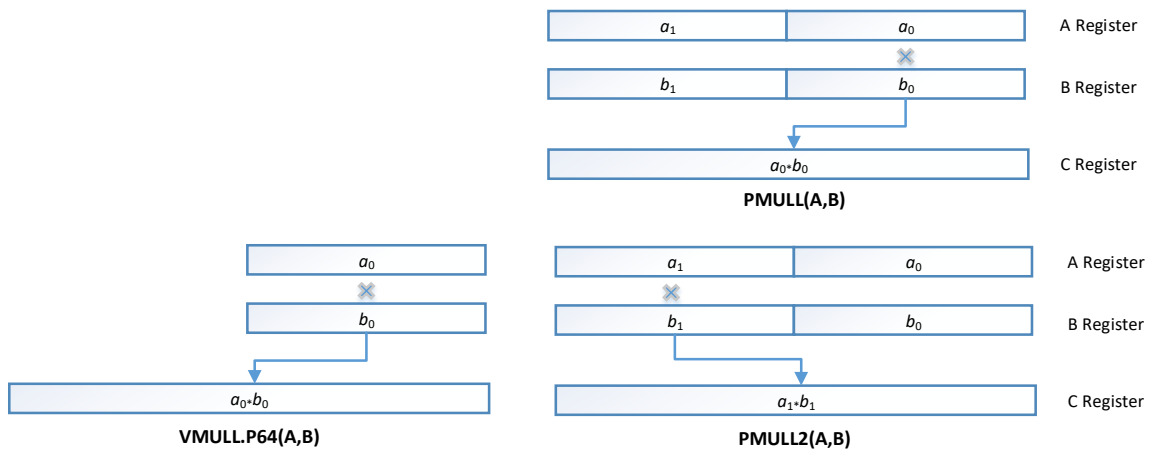 a₁ a₀ A Register
×
b₁ b₀ B Register
a₀*b₀ C Register
PMULL(A,B)
a₀
×
b₀
a₀*b₀
VMULL.P64(A,B)
a₁ a₀ A Register
×
b₁ b₀ B Register
a₁*b₁ C Register
PMULL2(A,B)